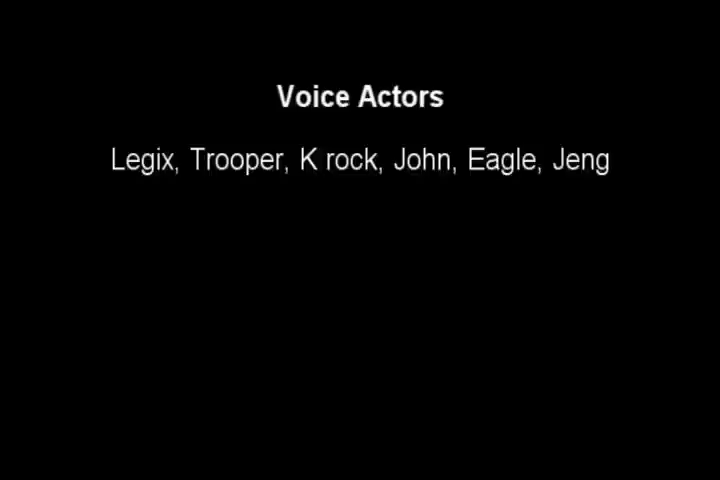 Voice Actors
Legix, Trooper, K rock, John, Eagle, Jeng